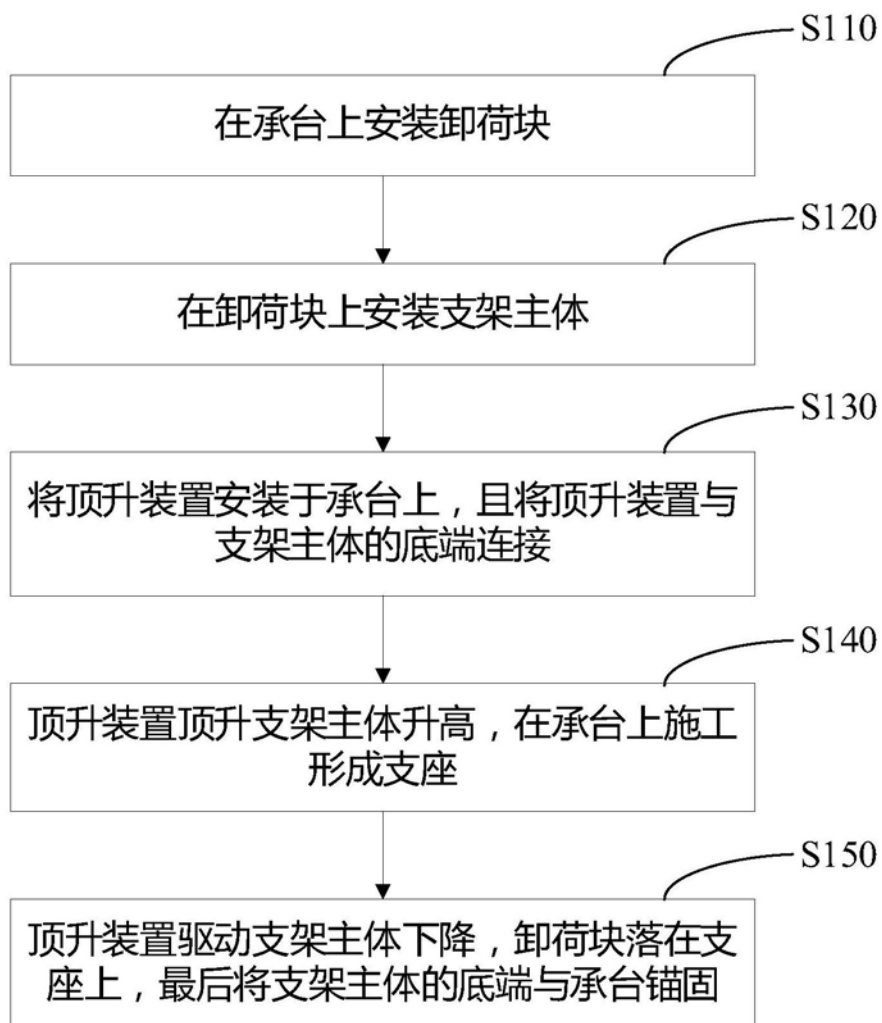 S110
在承台上安装卸荷块
S120
在卸荷块上安装支架主体
S130
将顶升装置安装于承台上，且将顶升装置与
支架主体的底端连接
S140
顶升装置顶升支架主体升高，在承台上施工
形成支座
S150
顶升装置驱动支架主体下降，卸荷块落在支
座上，最后将支架主体的底端与承台锚固